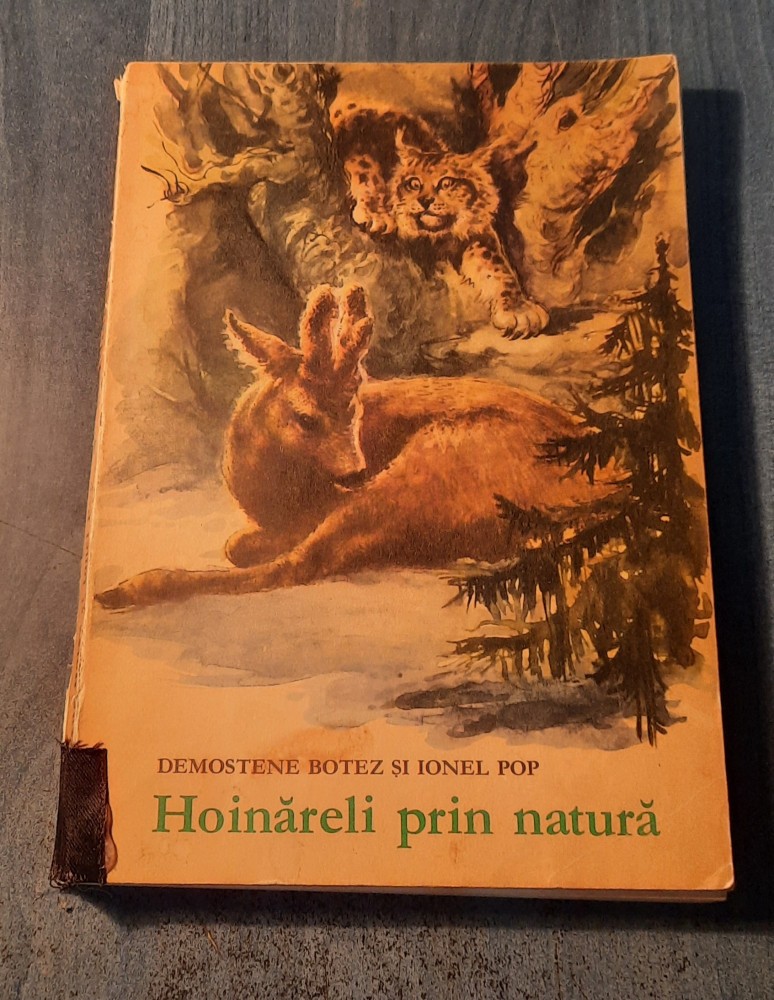 DEMOSTENE BOTEZ ȘI IONEL POP
Hoinăreli prin natură